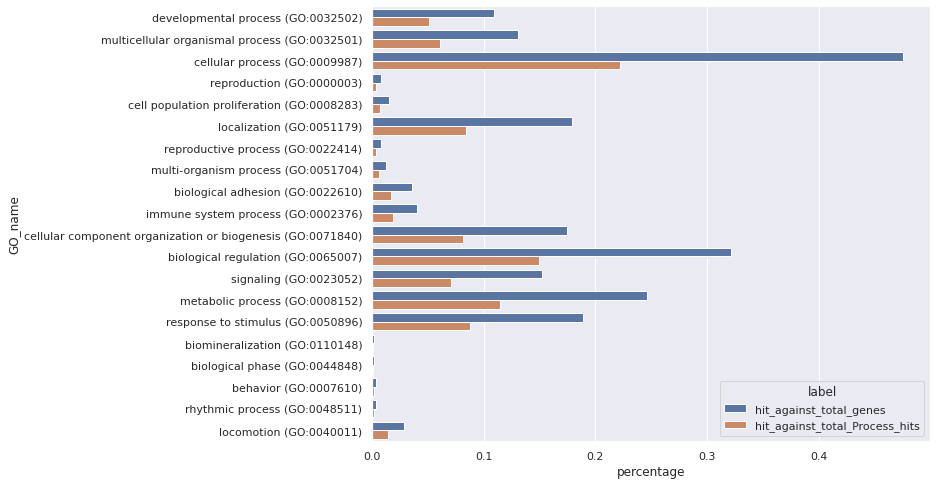 developmental process (GO:0032502)
multicellular organismal process (GO:0032501)
cellular process (GO:0009987)
reproduction (GO:0000003)
cell population proliferation (GO:0008283)
localization (GO:0051179)
reproductive process (GO:0022414)
multi-organism process (GO:0051704)
biological adhesion (GO:0022610)
immune system process (GO:0002376)
cellular component organization or biogenesis (GO:0071840)
biological regulation (GO:0065007)
signaling (GO:0023052)
metabolic process (GO:0008152)
response to stimulus (GO:0050896)
biomineralization (GO:0110148)
biological phase (GO:0044848)
behavior (GO:0007610)
rhythmic process (GO:0048511)
locomotion (GO:0040011)
GO_name
label
hit_against_total_genes
hit_against_total_Process_hits
0.0 0.1 0.2 0.3 0.4
percentage